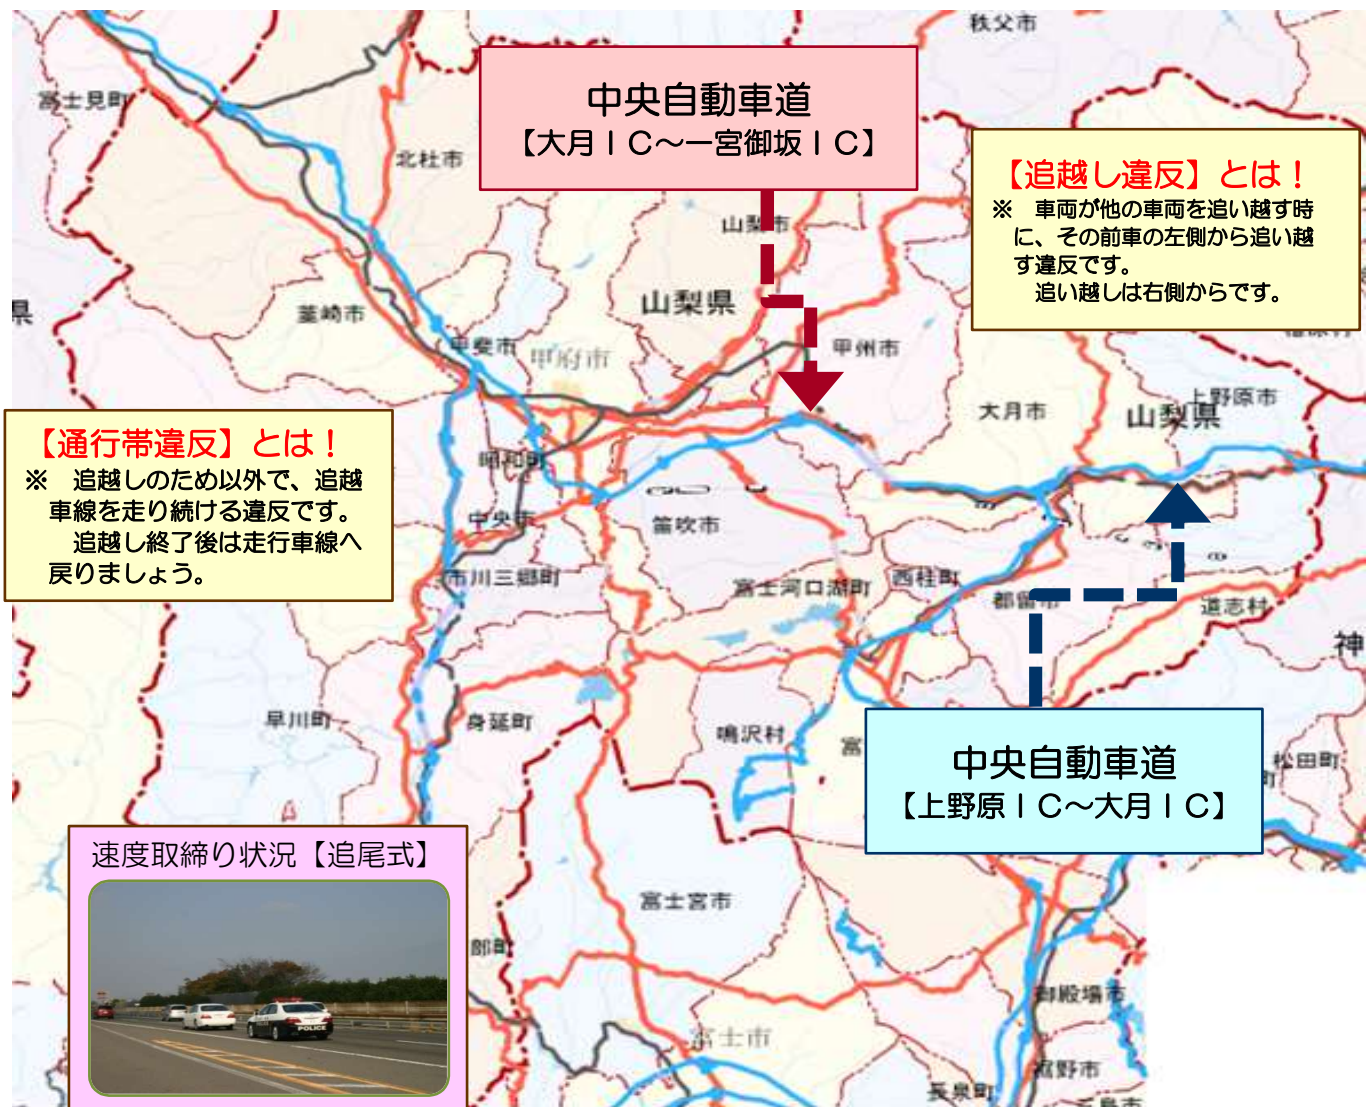 秩父市
富士見町
中央自動車道
【大月ＩＣ～一宮御坂ＩＣ】
北杜市
【追越し違反】とは！
※　車両が他の車両を追い越す時
に、その前車の左側から追い越
す違反です。
追い越しは右側からです。
山梨市
山梨県
韮崎市
県
甲斐市
甲府市
甲州市
大月市
上野原市
山梨県
【通行帯違反】とは！
※　追越しのため以外で、追越
車線を走り続ける違反です。
追越し終了後は走行車線へ
戻りましょう。
昭和町
中央市
笛吹市
市川三郷町
富士河口湖町
西桂町
都留市
道志村
神
早川町
身延町
鳴沢村
富
中央自動車道
【上野原ＩＣ～大月ＩＣ】
松田町
町
速度取締り状況【追尾式】
POLICE
富士宮市
部町
御殿場市
富士市
裾野市
長泉町